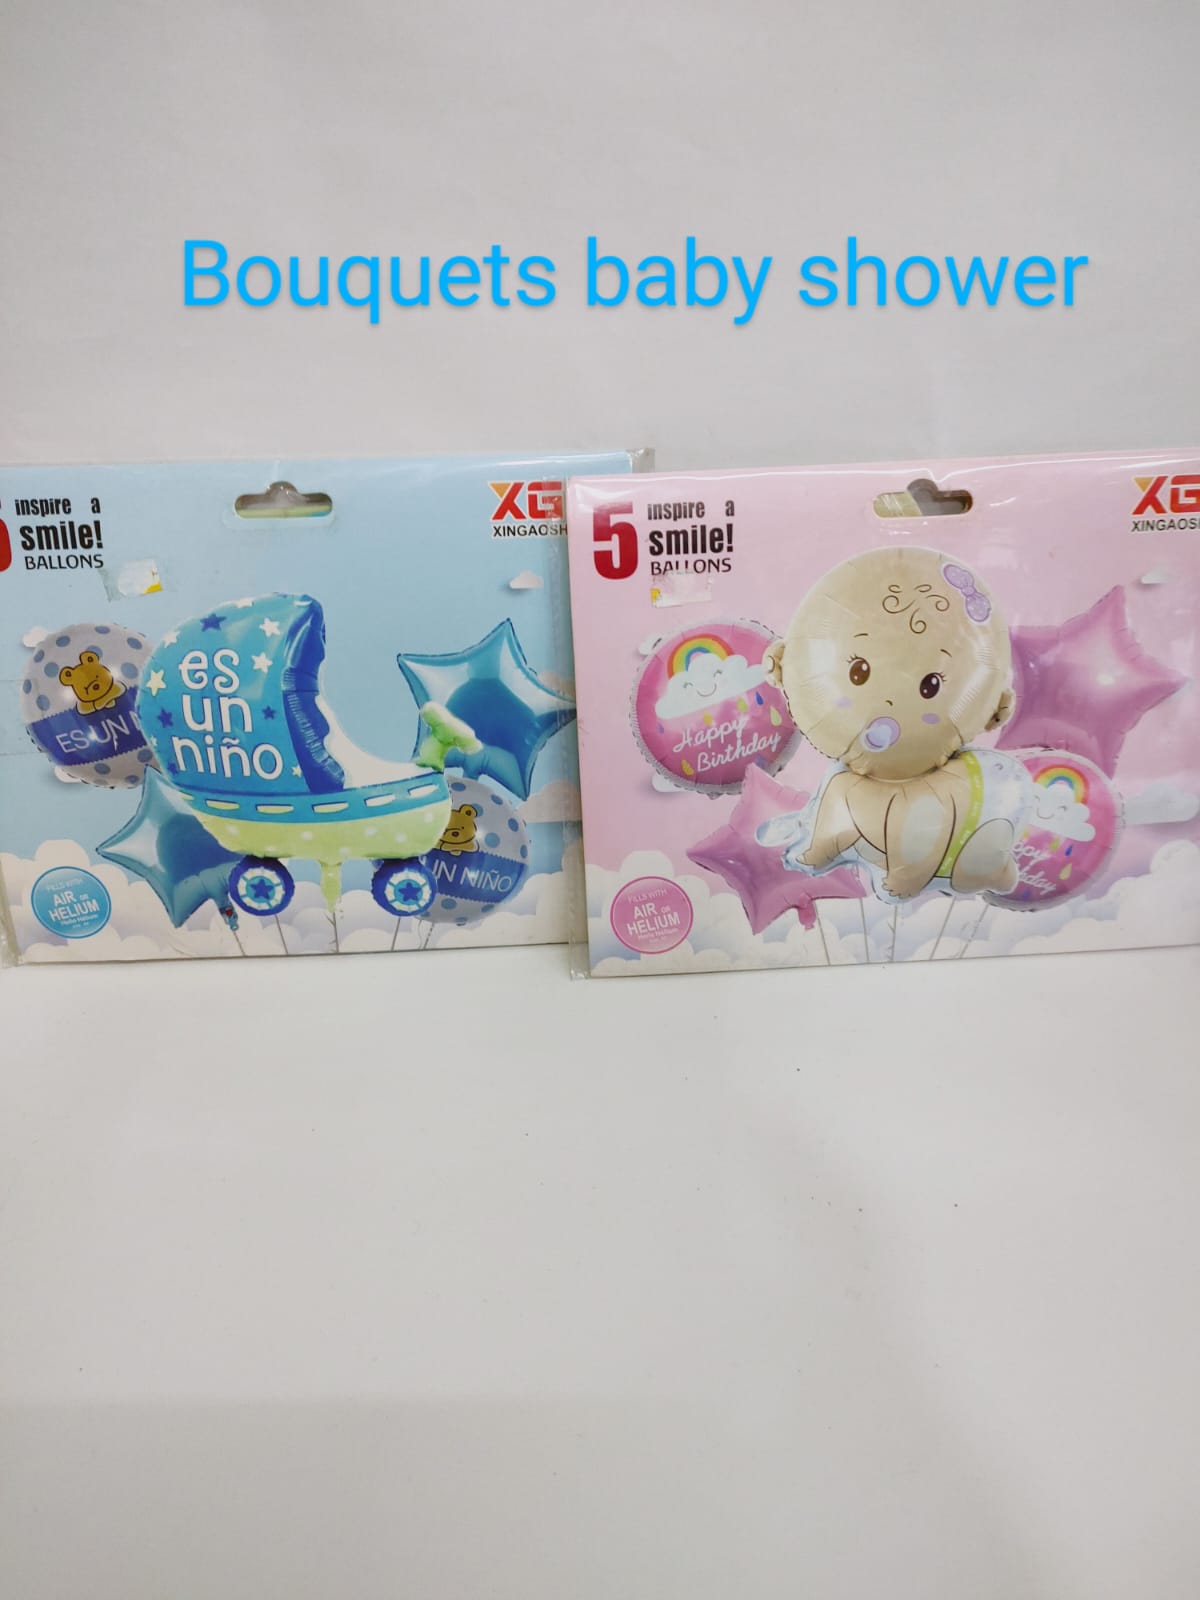 Bouquets baby shower
inspire a
smile!
BALLONS
XG
XINGAOSH
es
un
niño
ES UN
UN NIÑO
FILLS WITH
AIR OR
HELIUM
5
inspire a
smile!
BALLONS
XG
XINGAOS
Happy
Birthday
FILLS WITH
AIR OR
HELIUM